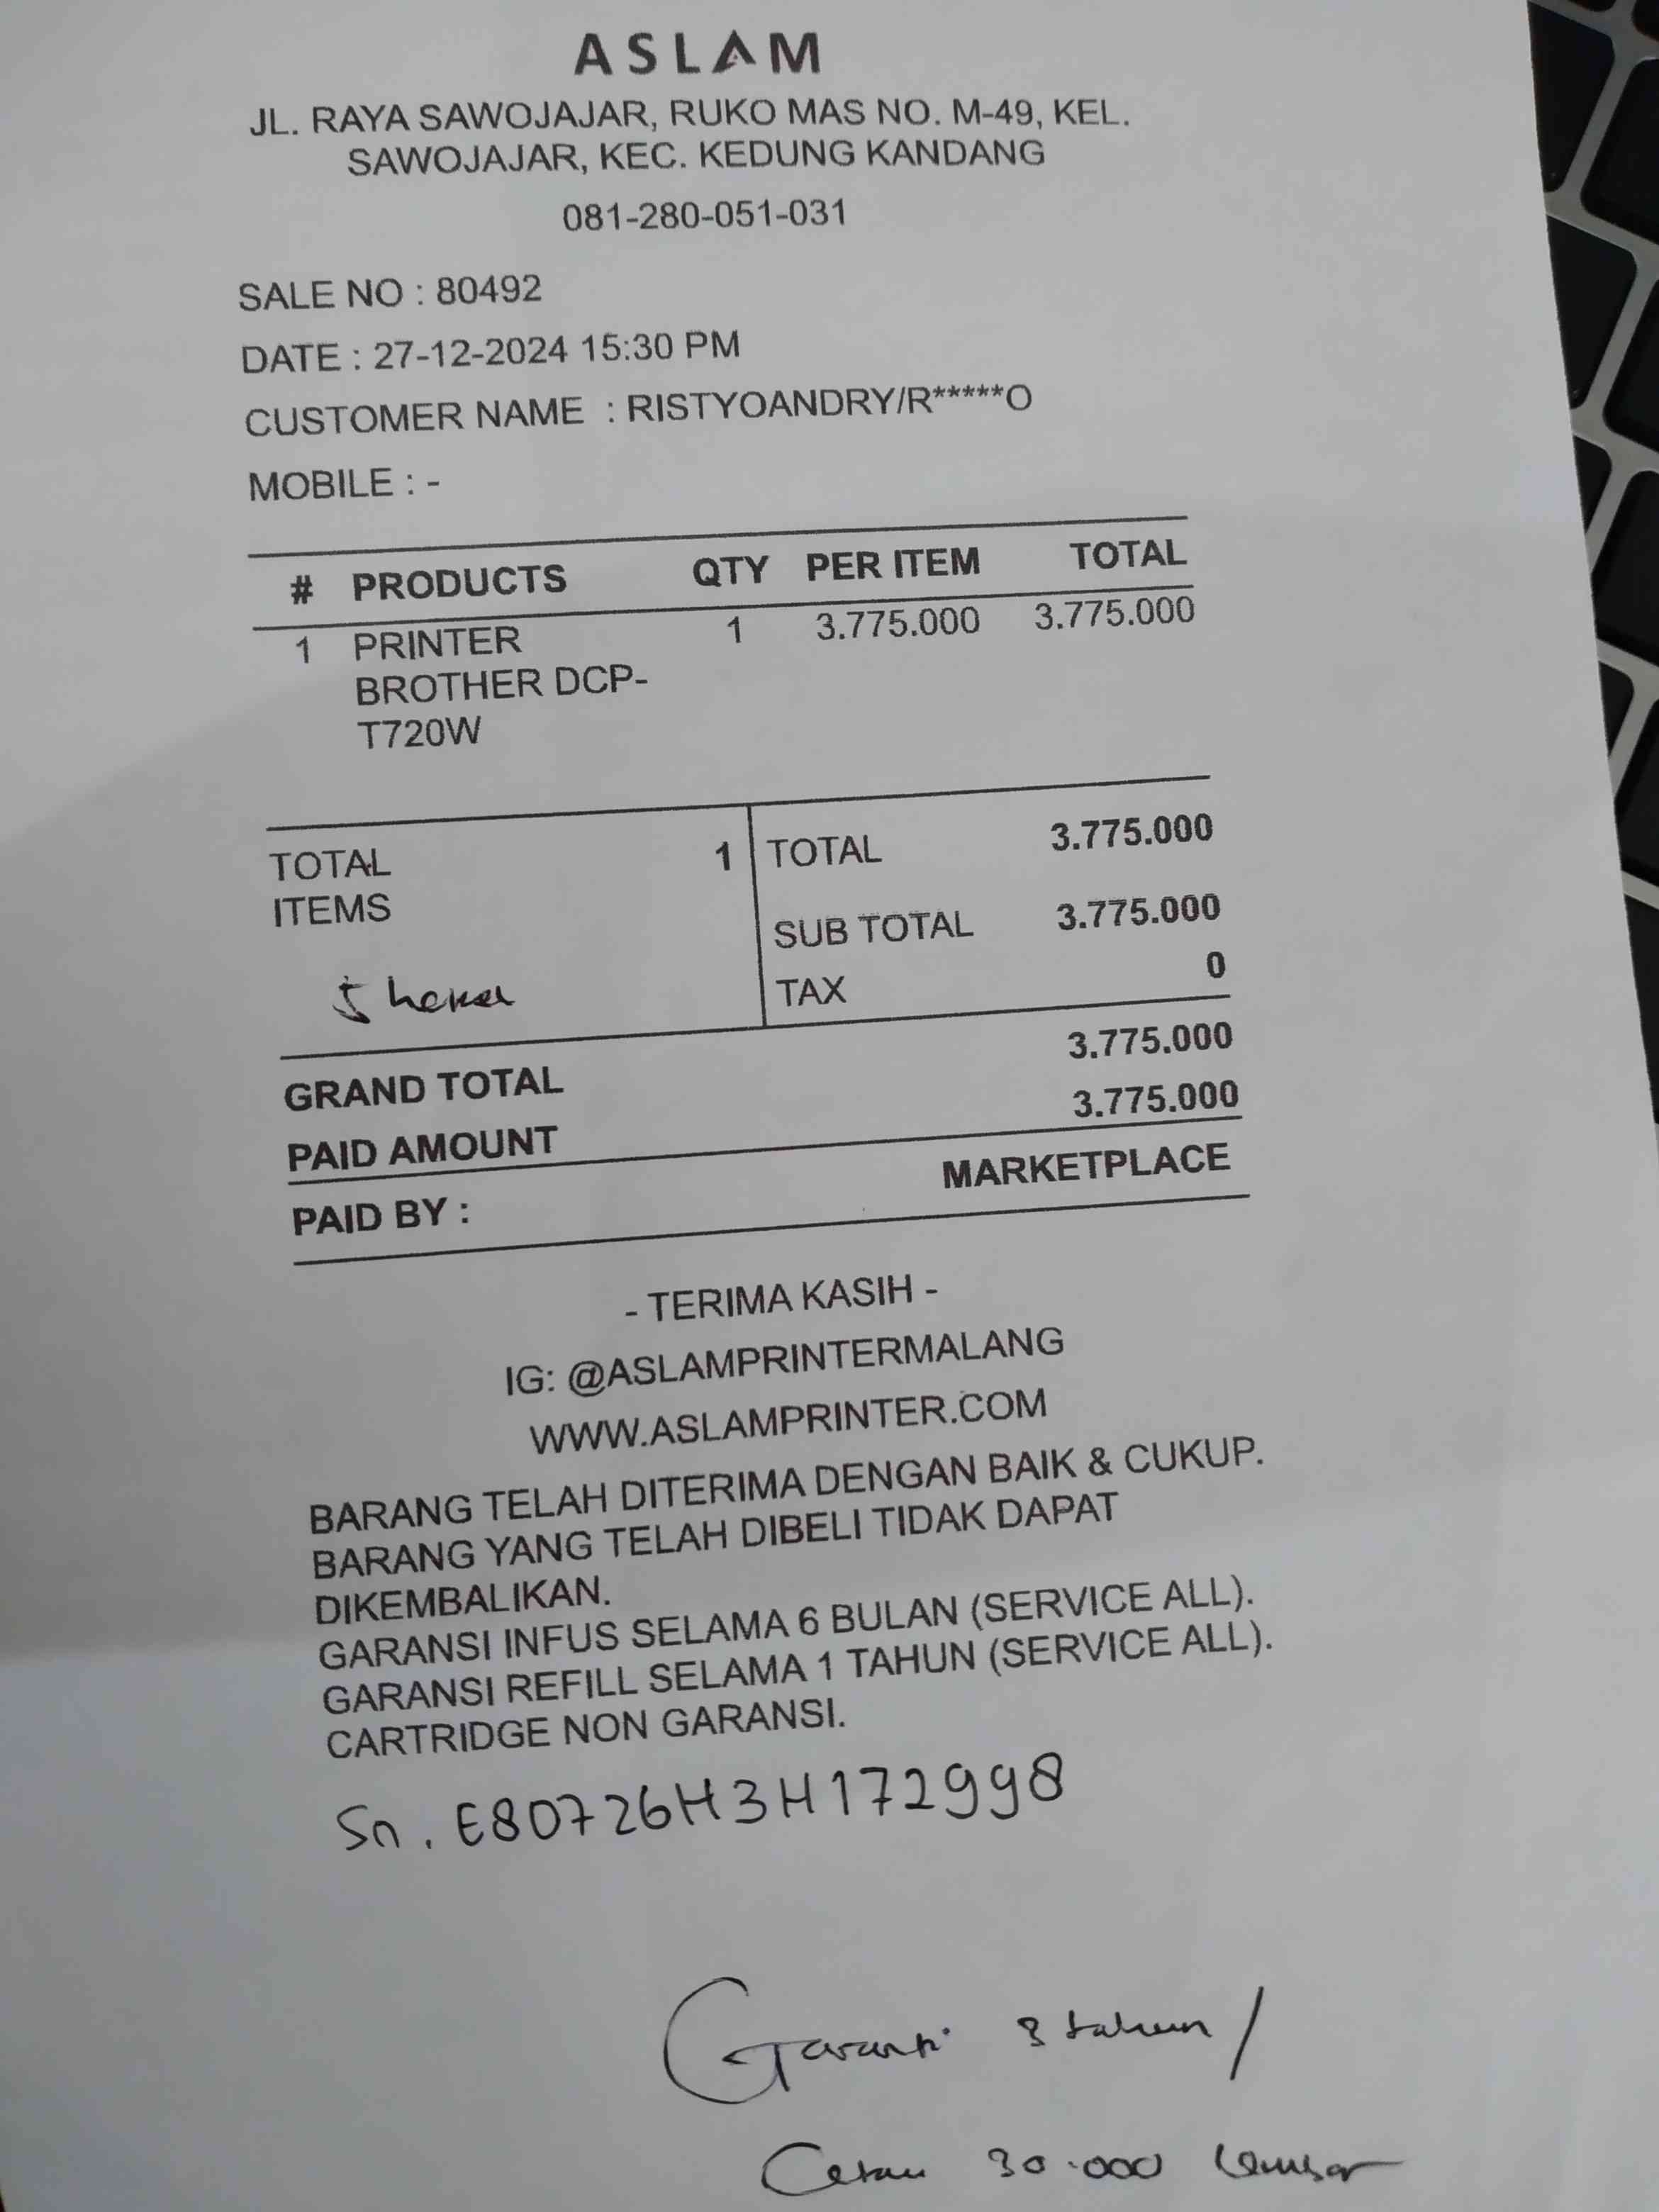 ASLAM
JL. RAYA SAWOJAJAR, RUKO MAS NO. M-49, KEL.
SAWOJAJAR, KEC. KEDUNG KANDANG
081-280-051-031
SALE NO : 80492
DATE : 27-12-2024 15:30 PM
CUSTOMER NAME : RISTYOANDRY/R*****O
MOBILE : -
# PRODUCTS QTY PER ITEM TOTAL
1 PRINTER 1 3.775.000 3.775.000
BROTHER DCP-
T720W
TOTAL 1 TOTAL 3.775.000
ITEMS
SUB TOTAL 3.775.000
TAX 0
GRAND TOTAL 3.775.000
PAID AMOUNT 3.775.000
PAID BY : MARKETPLACE
- TERIMA KASIH -
IG: @ASLAMPRINTERMALANG
WWW.ASLAMPRINTER.COM
BARANG TELAH DITERIMA DENGAN BAIK & CUKUP.
BARANG YANG TELAH DIBELI TIDAK DAPAT
DIKEMBALIKAN.
GARANSI INFUS SELAMA 6 BULAN (SERVICE ALL).
GARANSI REFILL SELAMA 1 TAHUN (SERVICE ALL).
CARTRIDGE NON GARANSI.
Sn. E80726H3H172998
Garansi 3 tahun /
30.000 lembar